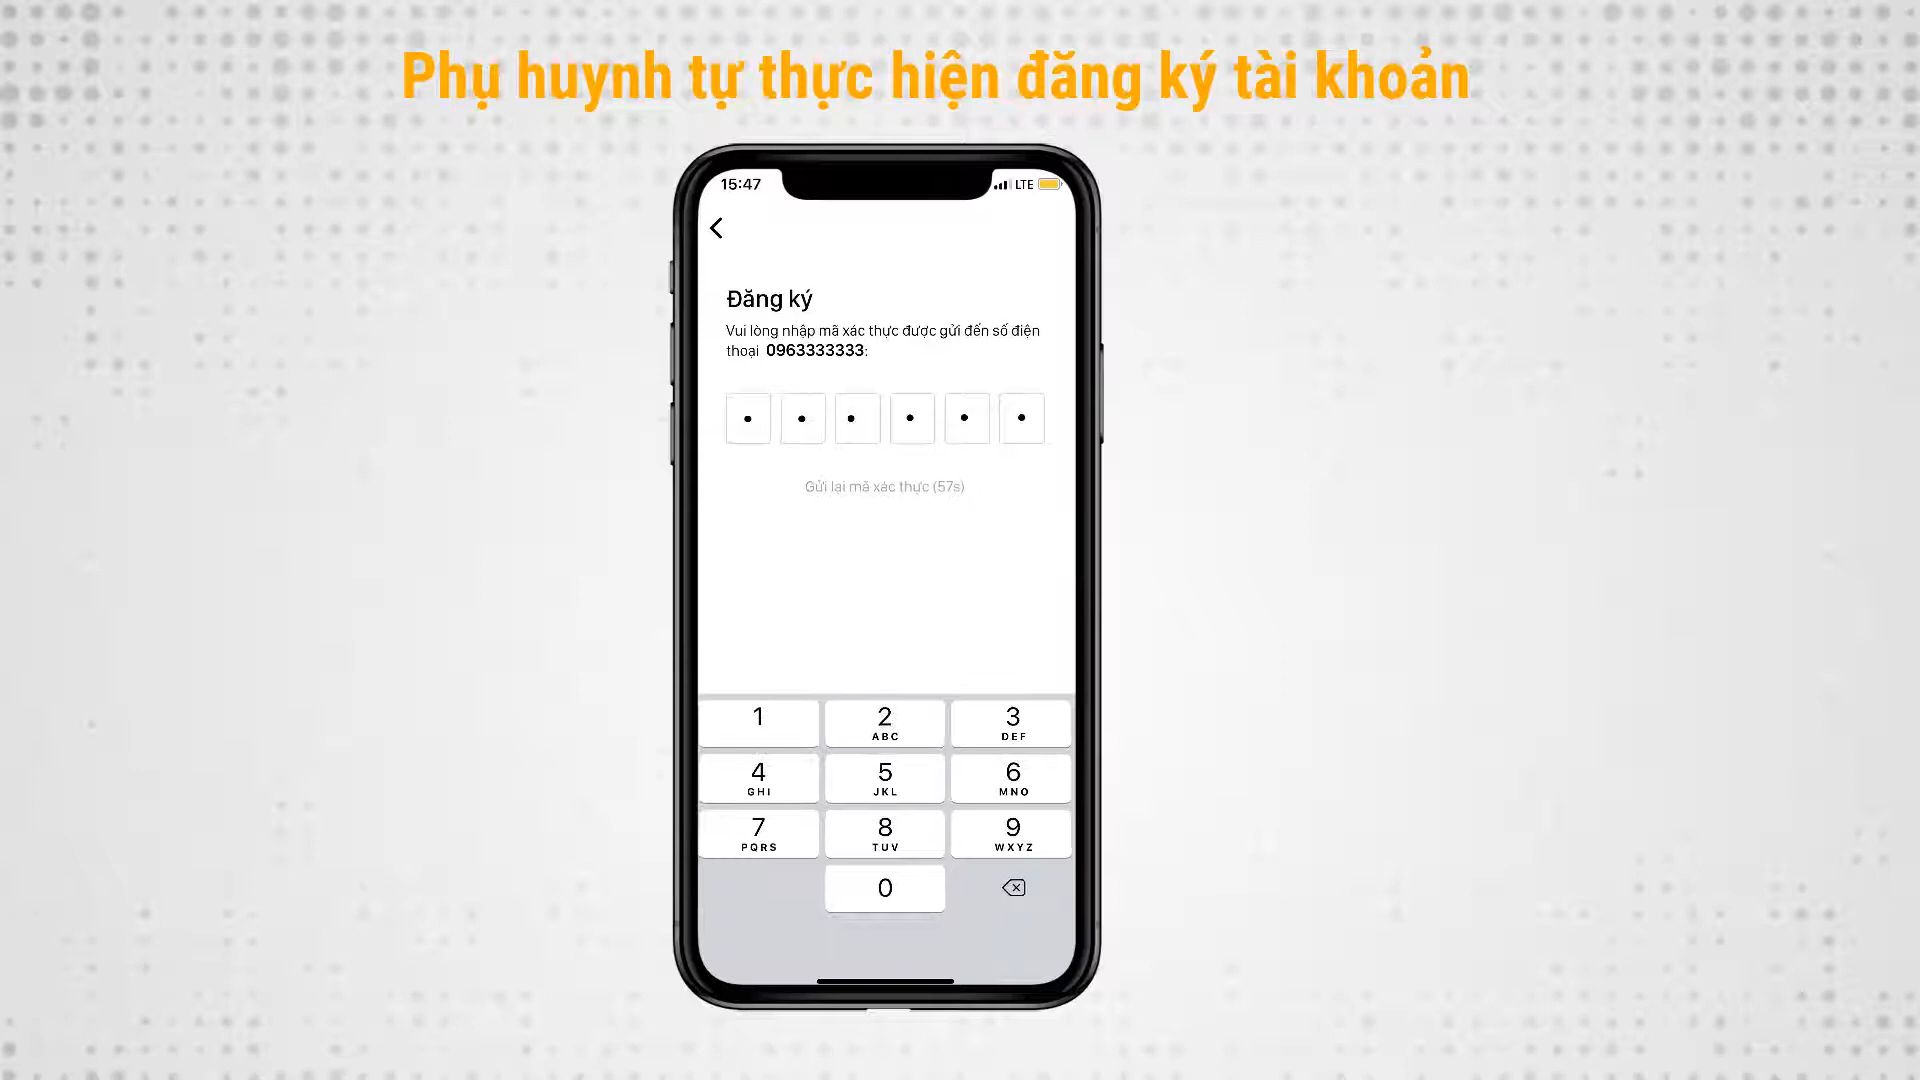 Phụ huynh tự thực hiện đăng ký tài khoản
15:47
LTE
Đăng ký
Vui lòng nhập mã xác thực được gửi đến số điện
thoại 0963333333:
Gửi lại mã xác thực (57s)
1 2 3
ABC DEF
4 5 6
GHI JKL MNO
7 8 9
PQRS TUV WXYZ
0